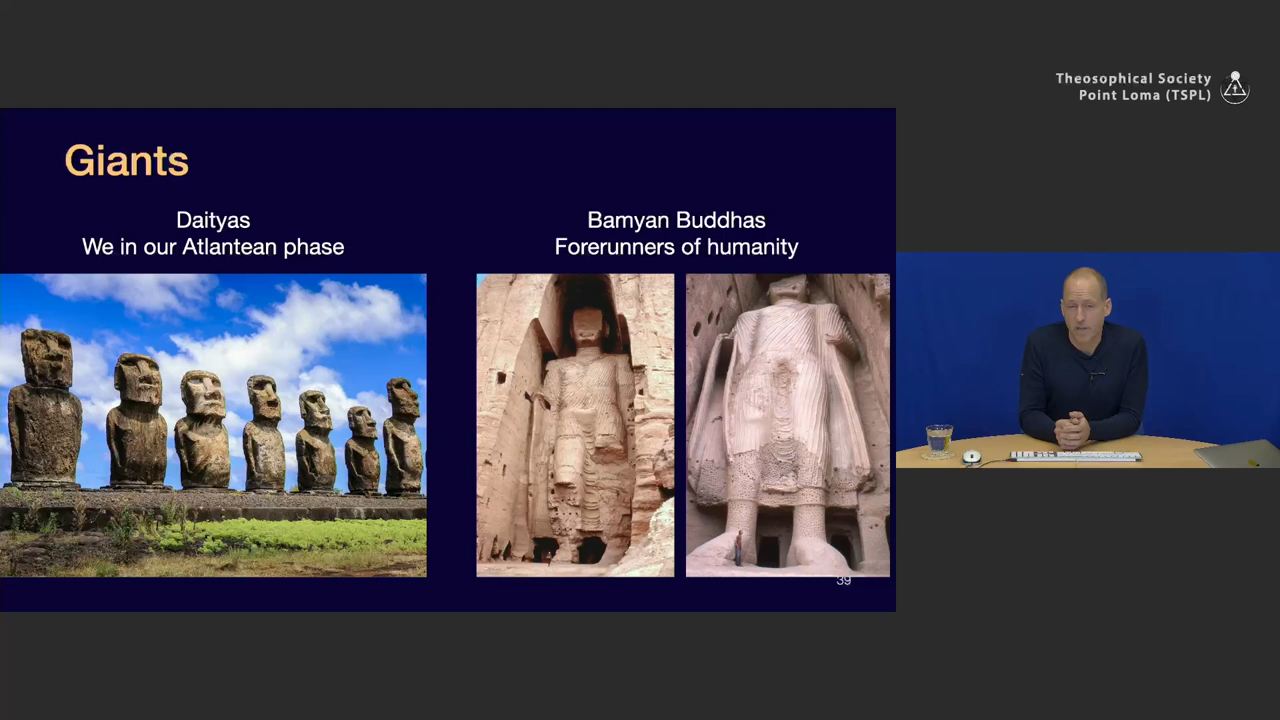 Theosophical Society
Point Loma (TSPL)
Giants
Daityas
We in our Atlantean phase
Bamyan Buddhas
Forerunners of humanity
39